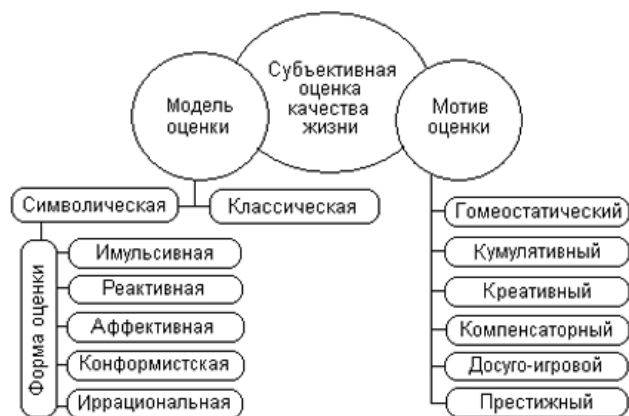 Субъективная
оценка
качества
жизни
Модель
оценки
Мотив
оценки
Символическая
Классическая
Форма оценки
Имульсивная
Реактивная
Аффективная
Конформистская
Иррациональная
Гомеостатический
Кумулятивный
Креативный
Компенсаторный
Досуго-игровой
Престижный